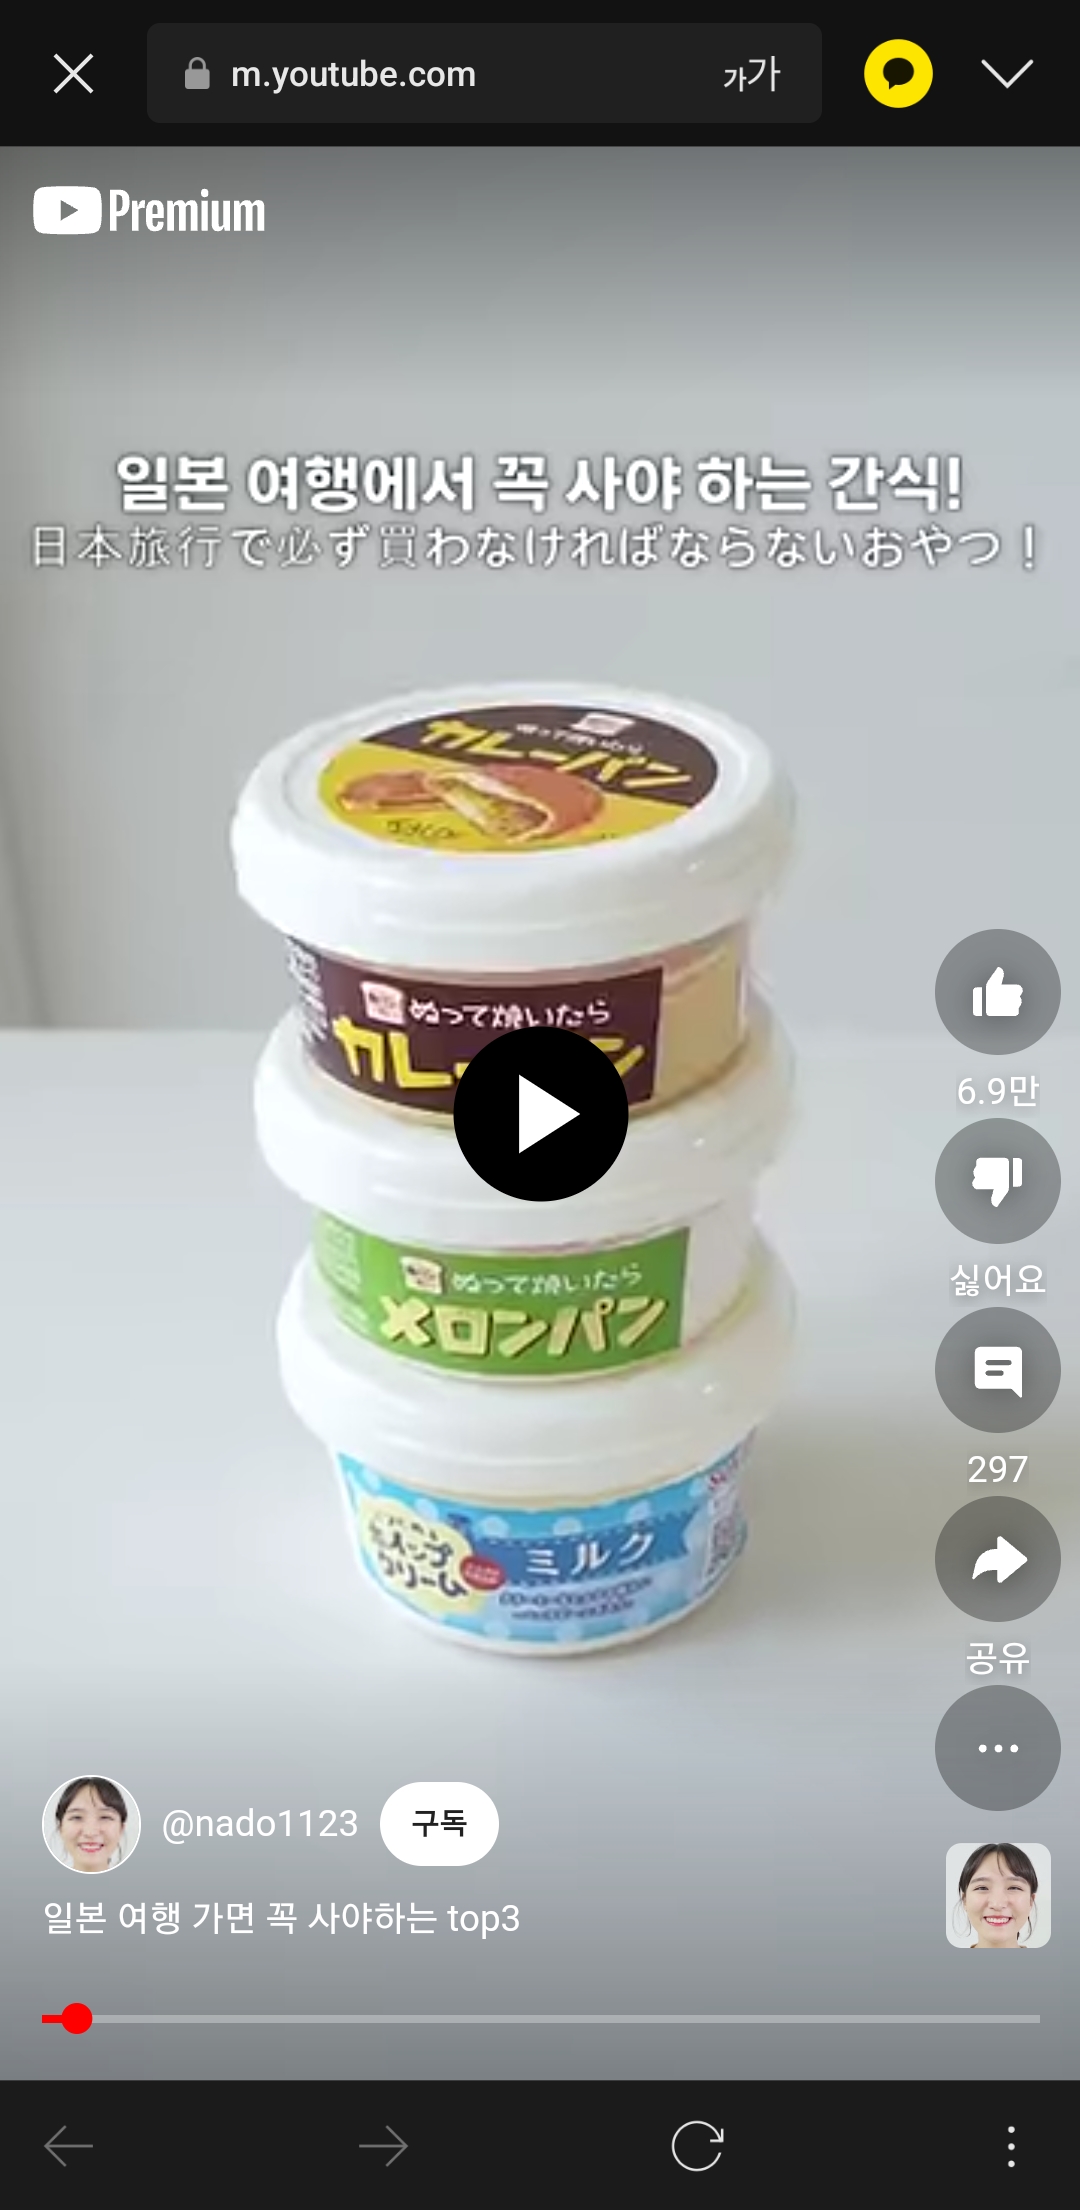 m.youtube.com
가가
Premium
일본 여행에서 꼭 사야 하는 간식!
日本旅行で必ず買わなければならないおやつ！
カレーパン
ぬって焼いたら
カレーン
ぬって焼いたら
メロンパン
ホイップ
クリーム
ミルク
6.9만
싫어요
297
공유
@nado1123
구독
일본 여행 가면 꼭 사야하는 top3